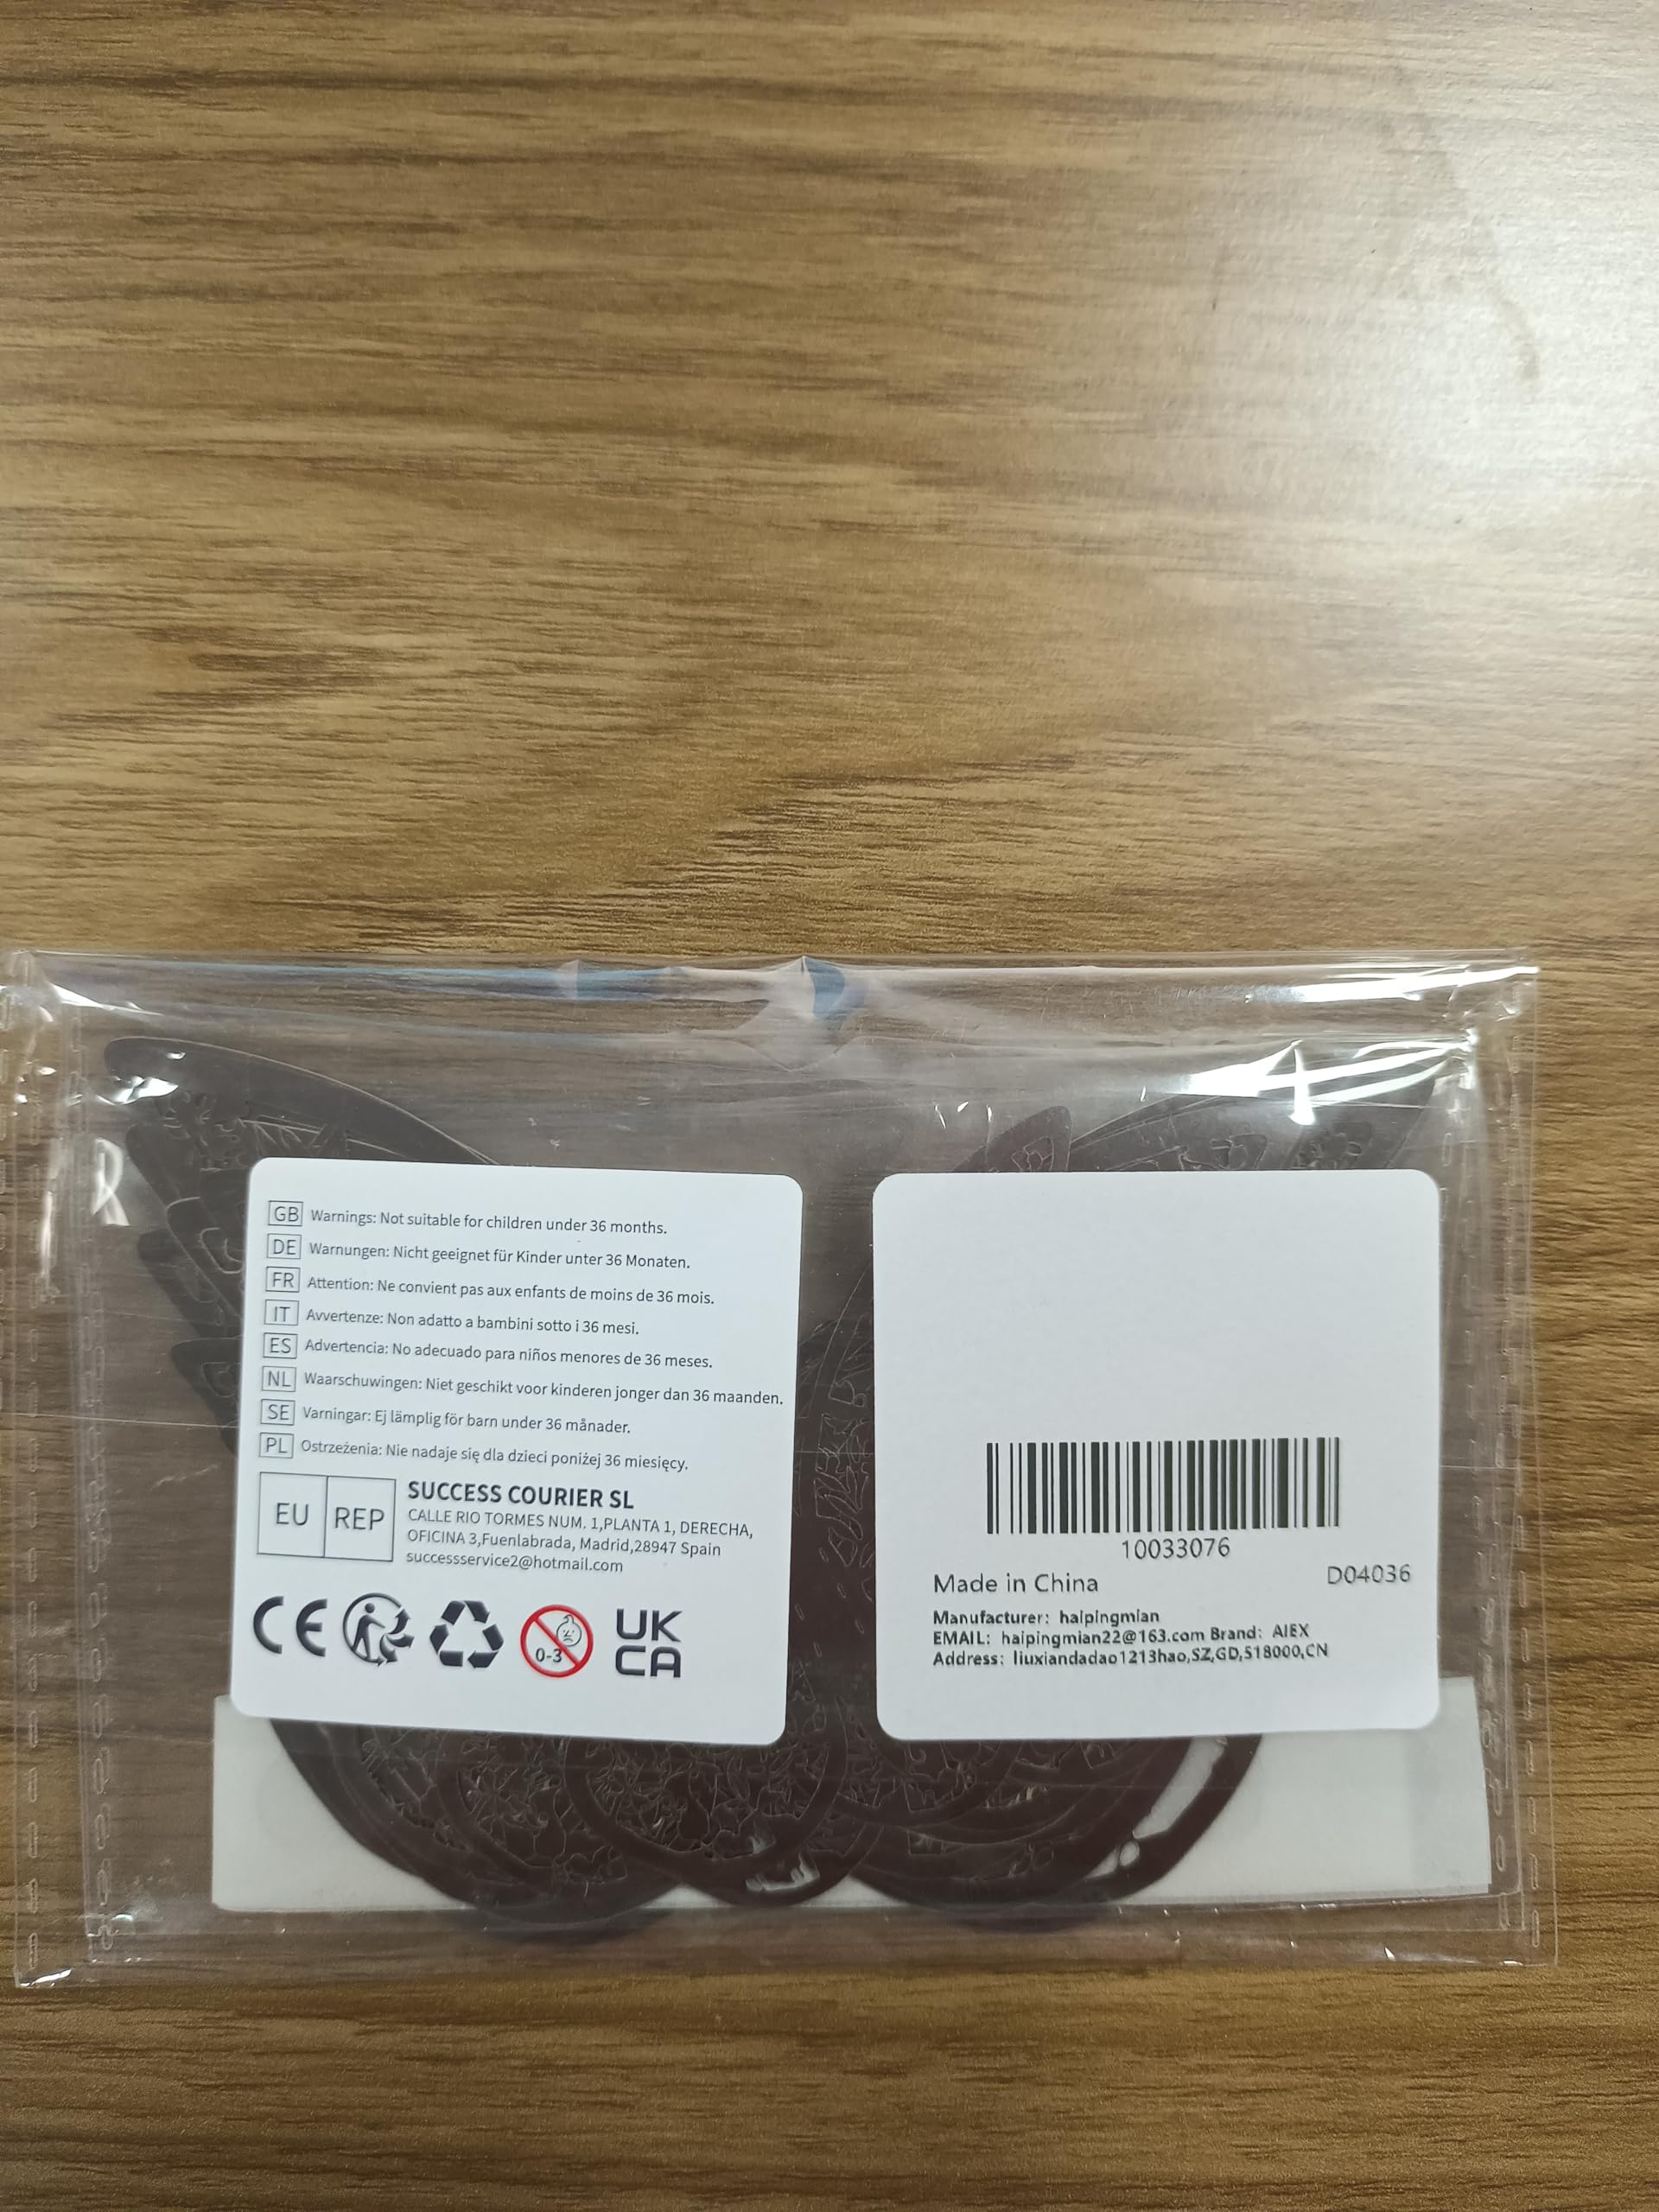 GB Warnings: Not suitable for children under 36 months.
DE Warnungen: Nicht geeignet für Kinder unter 36 Monaten.
FR Attention: Ne convient pas aux enfants de moins de 36 mois.
IT Avvertenze: Non adatto a bambini sotto i 36 mesi.
ES Advertencia: No adecuado para niños menores de 36 meses.
NL Waarschuwingen: Niet geschikt voor kinderen jonger dan 36 maanden.
SE Varningar: Ej lämplig för barn under 36 månader.
PL Ostrzeżenia: Nie nadaje się dla dzieci poniżej 36 miesięcy.
EU REP
SUCCESS COURIER SL
CALLE RIO TORMES NUM. 1,PLANTA 1, DERECHA,
OFICINA 3,Fuenlabrada, Madrid,28947 Spain
successservice2@hotmail.com
CE
0-3
UK
CA
10033076
D04036
Made in China
Manufacturer: haipingmian
EMAIL: haipingmian22@163.com Brand: AIEX
Address: liuxiandadao1213hao,SZ,GD,518000,CN